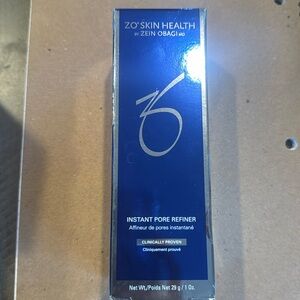 ZO® SKIN HEALTH
BY ZEIN OBAGI MD
INSTANT PORE REFINER
Affineur de pores instantané
CLINICALLY PROVEN
Cliniquement prouvé
Net Wt./Poids Net 29 g / 1 Oz.